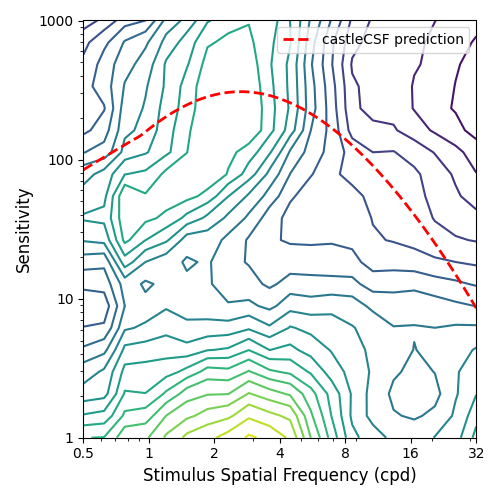 1000
castleCSF prediction
100
Sensitivity
10
1
0.5 1 2 4 8 16 32
Stimulus Spatial Frequency (cpd)